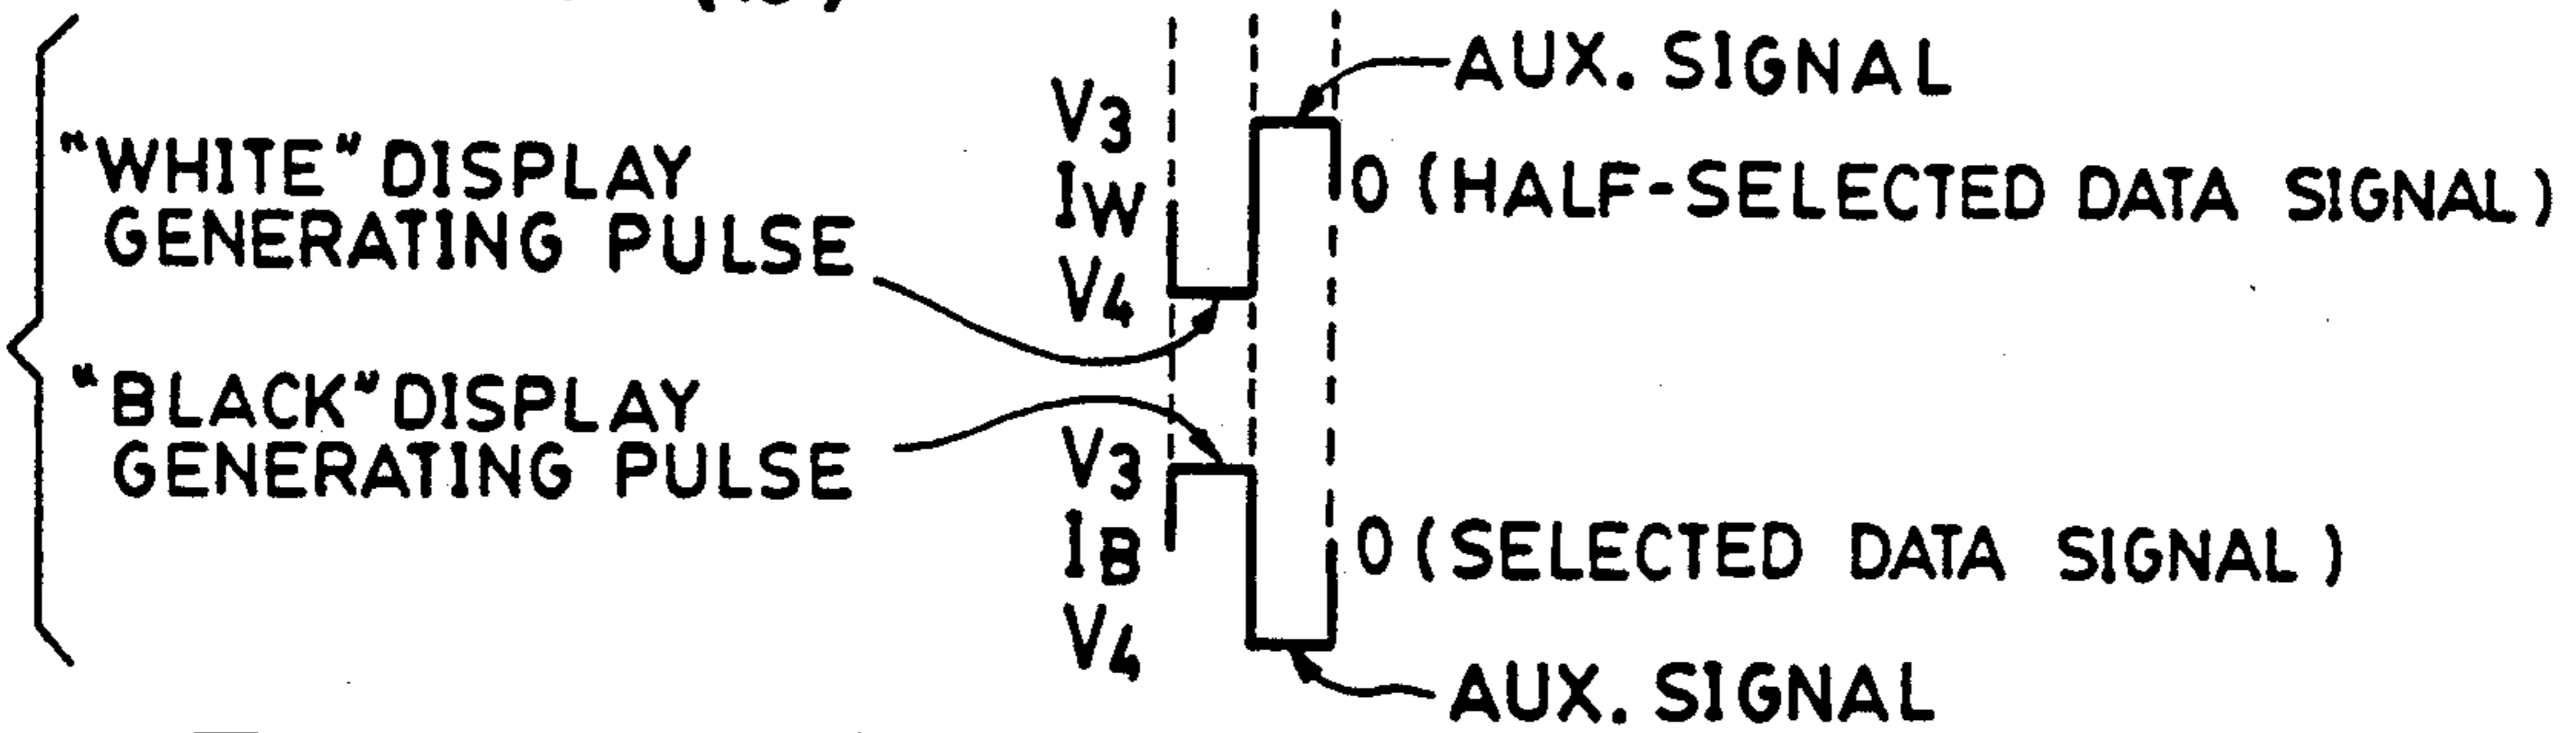 AUX. SIGNAL
V3
"WHITE" DISPLAY
GENERATING PULSE
IW
0 (HALF-SELECTED DATA SIGNAL)
V4
"BLACK" DISPLAY
GENERATING PULSE
V3
IB
0 (SELECTED DATA SIGNAL)
V4
AUX. SIGNAL